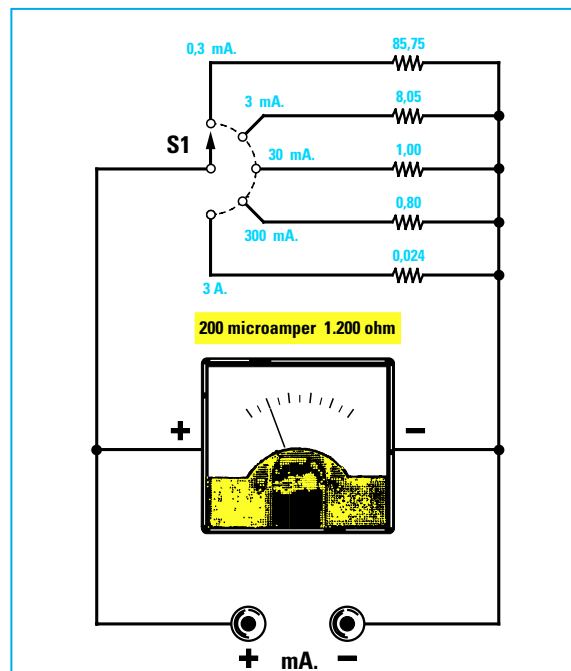 0,3 mA.
85,75
3 mA.
8,05
S1
30 mA.
1,00
0,80
300 mA.
0,024
3 A.
200 microamper 1.200 ohm
+ −
+ mA. −